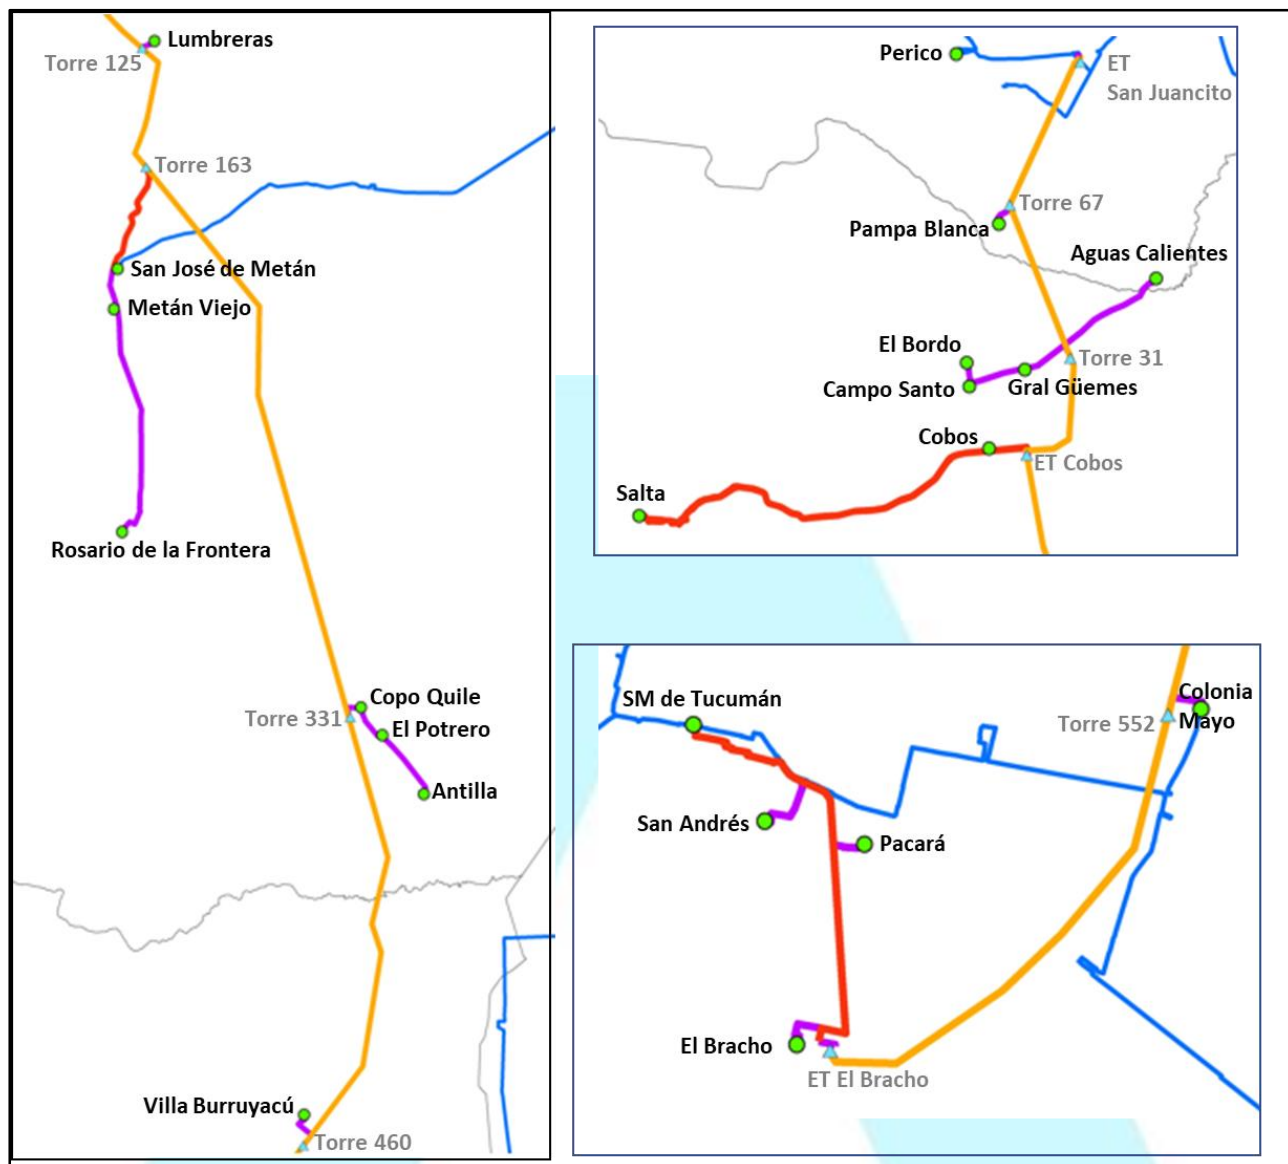 Lumbreras
Torre 125
Torre 163
San José de Metán
Metán Viejo
Rosario de la Frontera
Copo Quile
Torre 331
El Potrero
Antilla
Villa Burruyacú
Torre 460
Perico
ET
San Juancito
Torre 67
Pampa Blanca
Aguas Calientes
El Bordo
Torre 31
Campo Santo
Gral Güemes
Cobos
ET Cobos
Salta
SM de Tucumán
Colonia
Mayo
Torre 552
San Andrés
Pacará
El Bracho
ET El Bracho